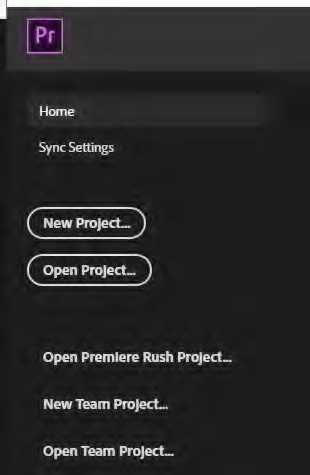 Pr
Home
Sync Settings
New Project...
Open Project...
Open Premiere Rush Project...
New Team Project...
Open Team Project...